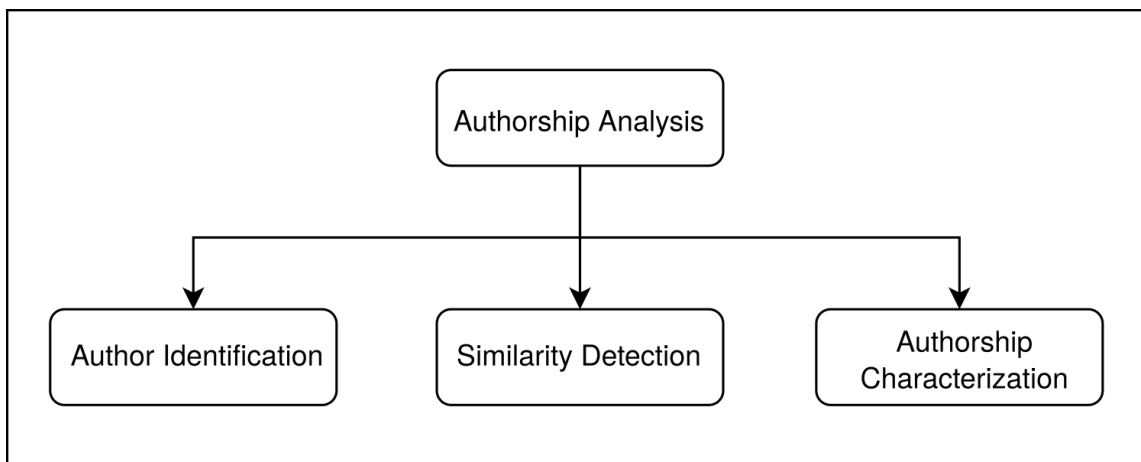 Authorship Analysis
Author Identification
Similarity Detection
Authorship
Characterization